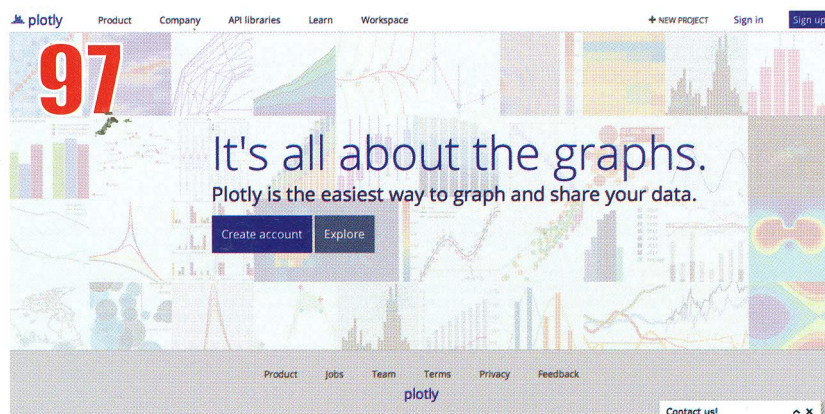 plotly Product Company API libraries Learn Workspace + NEW PROJECT Sign in Sign up
97
It's all about the graphs.
Plotly is the easiest way to graph and share your data.
Create account Explore
Product Jobs Team Terms Privacy Feedback
plotly
Contact us!